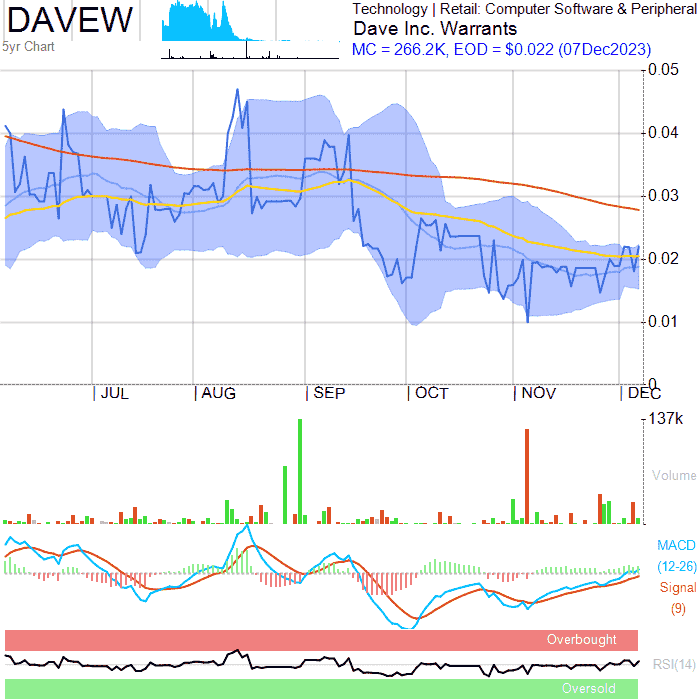 DAVEW
5yr Chart
Technology | Retail: Computer Software & Peripheral
Dave Inc. Warrants
MC = 266.2K, EOD = $0.022 (07Dec2023)
0.05
0.04
0.03
0.02
0.01
0
JUL
AUG
SEP
OCT
NOV
DEC
137k
Volume
MACD
(12-26)
Signal
(9)
Overbought
RSI(14)
Oversold